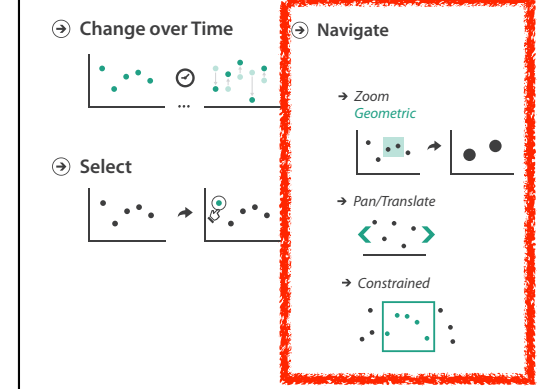 Change over Time
...
Select
Navigate
Zoom
Geometric
Pan/Translate
Constrained